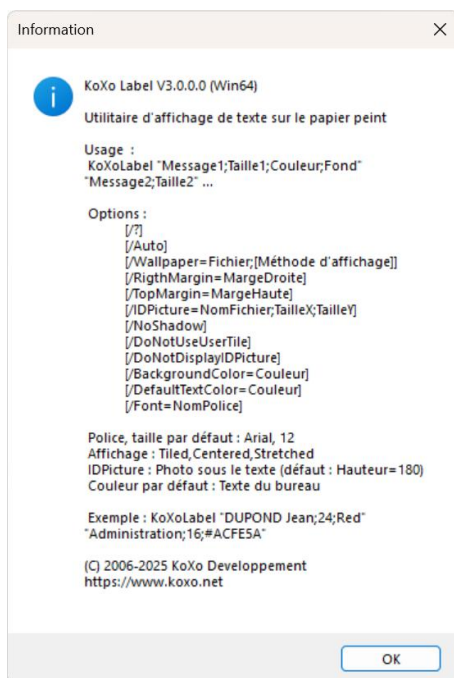 Information
KoXo Label V3.0.0.0 (Win64)
Utilitaire d'affichage de texte sur le papier peint
Usage :
KoXoLabel "Message1;Taille1;Couleur;Fond"
"Message2;Taille2" ...
Options :
[/?]
[/Auto]
[/Wallpaper=Fichier;[Méthode d'affichage]]
[/RigthMargin=MargeDroite]
[/TopMargin=MargeHaute]
[/IDPicture=NomFichier;TailleX;TailleY]
[/NoShadow]
[/DoNotUseUserTile]
[/DoNotDisplayIDPicture]
[/BackgroundColor=Couleur]
[/DefaultTextColor=Couleur]
[/Font=NomPolice]
Police, taille par défaut : Arial, 12
Affichage : Tiled,Centered,Stretched
IDPicture : Photo sous le texte (défaut : Hauteur=180)
Couleur par défaut : Texte du bureau
Exemple : KoXoLabel "DUPOND Jean;24;Red"
"Administration;16;#ACFE5A"
(C) 2006-2025 KoXo Developpement
https://www.koxo.net
OK